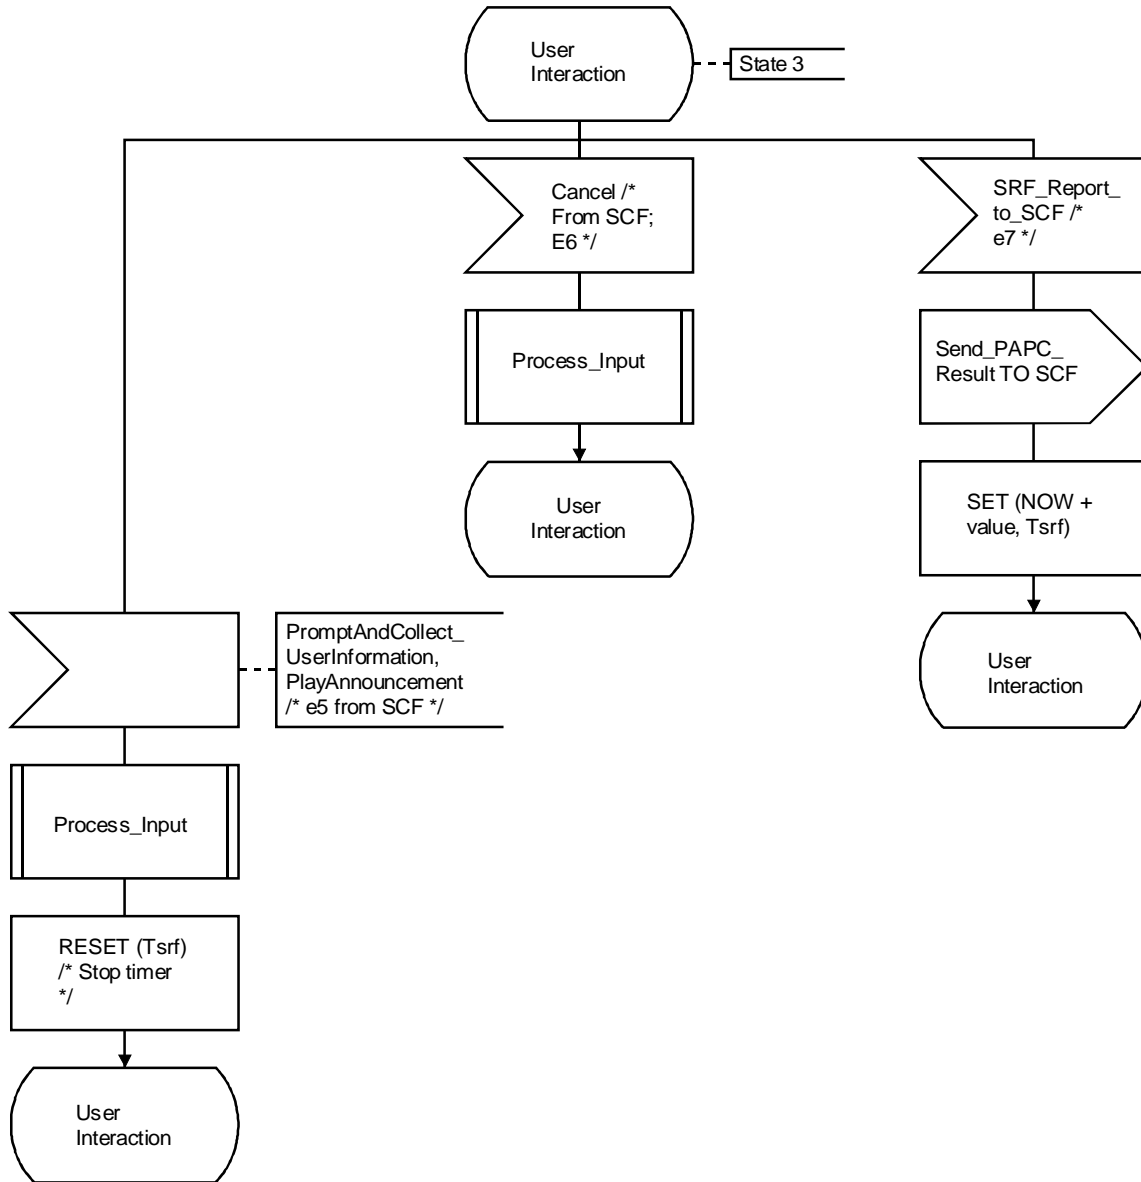 User
Interaction
State 3
Cancel /*
From SCF;
E6 */
SRF_Report_
to_SCF /*
e7 */
Process_Input
Send_PAPC_
Result TO SCF
User
Interaction
SET (NOW +
value, Tsrf)
PromptAndCollect_
UserInformation,
PlayAnnouncement
/* e5 from SCF */
User
Interaction
Process_Input
RESET (Tsrf)
/* Stop timer
*/
User
Interaction